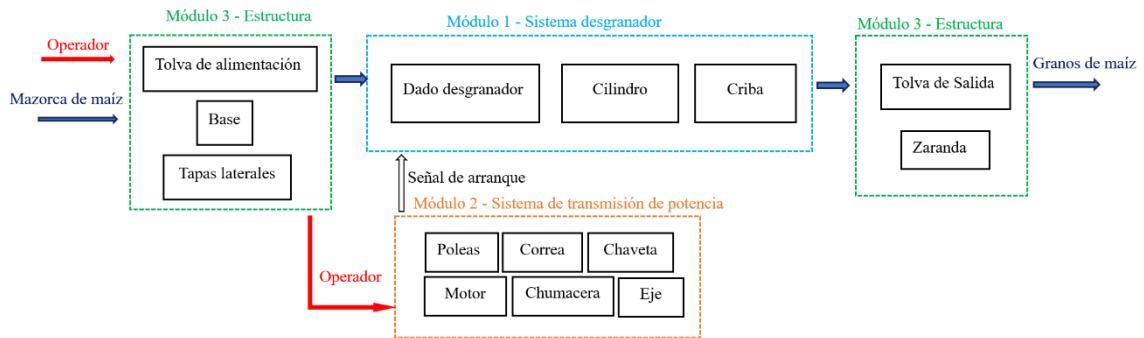 Módulo 3 - Estructura
Operador
Mazorca de maíz
Tolva de alimentación
Base
Tapas laterales
Módulo 1 - Sistema desgranador
Dado desgranador
Cilindro
Criba
Módulo 3 - Estructura
Tolva de Salida
Zaranda
Granos de maíz
Señal de arranque
Módulo 2 - Sistema de transmisión de potencia
Operador
Poleas
Correa
Chaveta
Motor
Chumacera
Eje